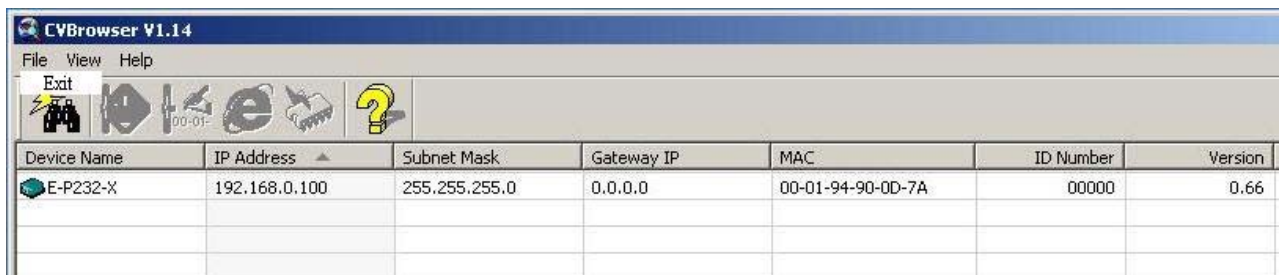 CVBrowser V1.14
File View Help
Exit
00-01-
Device Name IP Address Subnet Mask Gateway IP MAC ID Number Version
E-P232-X 192.168.0.100 255.255.255.0 0.0.0.0 00-01-94-90-0D-7A 00000 0.66